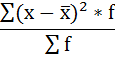 ∑(x − x̅)² * f
∑ f